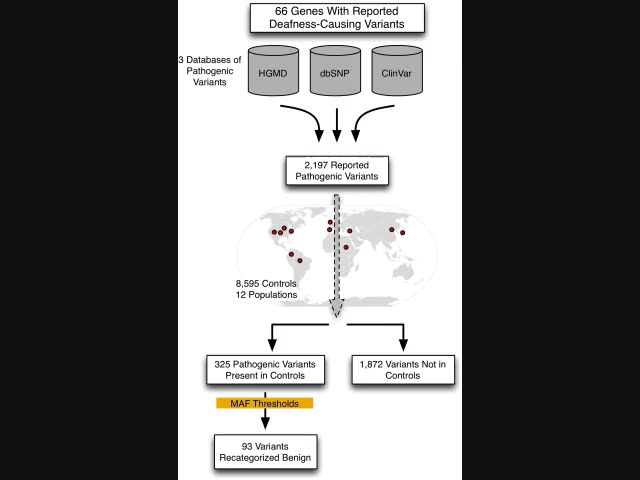 66 Genes With Reported
Deafness-Causing Variants
3 Databases of
Pathogenic
Variants
HGMD
dbSNP
ClinVar
2,197 Reported
Pathogenic Variants
8,595 Controls
12 Populations
325 Pathogenic Variants
Present in Controls
1,872 Variants Not in
Controls
MAF Thresholds
93 Variants
Recategorized Benign